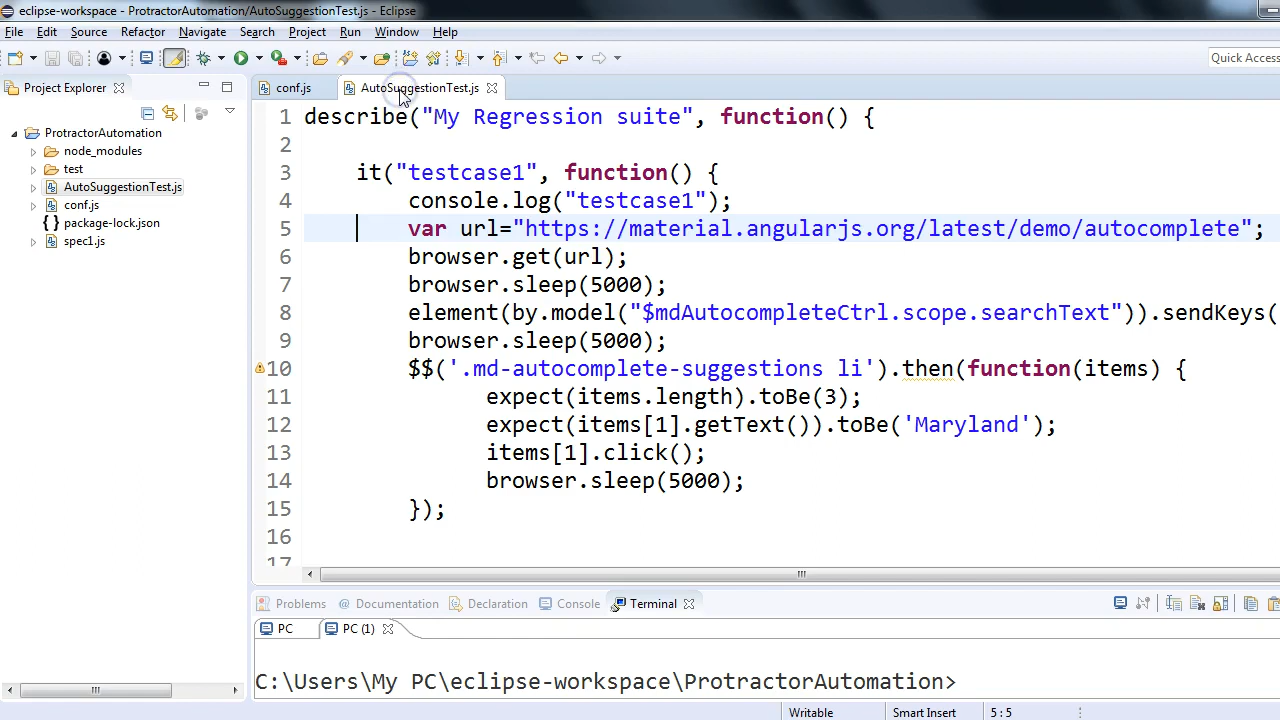 eclipse-workspace - ProtractorAutomation/AutoSuggestionTest.js - Eclipse
File Edit Source Refactor Navigate Search Project Run Window Help
Quick Access
Project Explorer
conf.js
AutoSuggestionTest.js
ProtractorAutomation
node_modules
test
AutoSuggestionTest.js
conf.js
package-lock.json
spec1.js
1 describe("My Regression suite", function() {
2
3 it("testcase1", function() {
4 console.log("testcase1");
5 var url="https://material.angularjs.org/latest/demo/autocomplete";
6 browser.get(url);
7 browser.sleep(5000);
8 element(by.model("$mdAutocompleteCtrl.scope.searchText")).sendKeys(
9 browser.sleep(5000);
10 $$('.md-autocomplete-suggestions li').then(function(items) {
11 expect(items.length).toBe(3);
12 expect(items[1].getText()).toBe('Maryland');
13 items[1].click();
14 browser.sleep(5000);
15 });
16
17
Problems @ Documentation Declaration Console Terminal
PC PC (1)
C:\Users\My PC\eclipse-workspace\ProtractorAutomation>
Writable Smart Insert 5 : 5